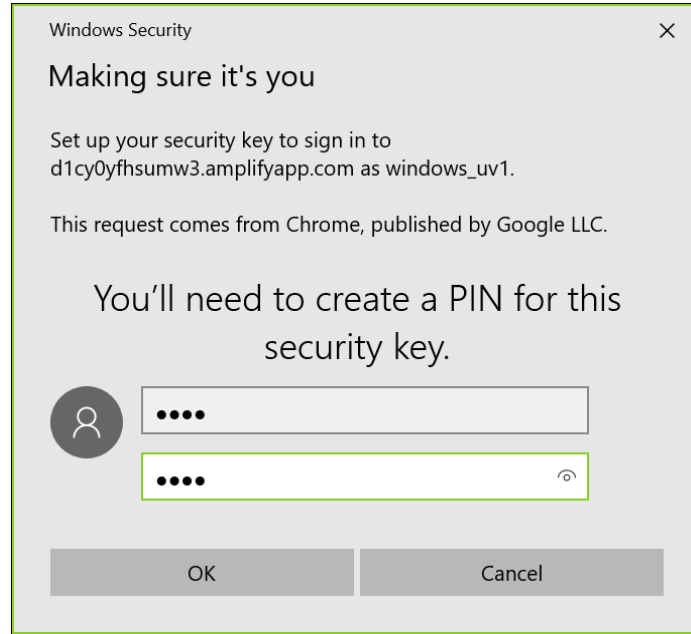 Windows Security
Making sure it's you
Set up your security key to sign in to
d1cy0yfhsumw3.amplifyapp.com as windows_uv1.
This request comes from Chrome, published by Google LLC.
You'll need to create a PIN for this
security key.
••••
••••
OK
Cancel